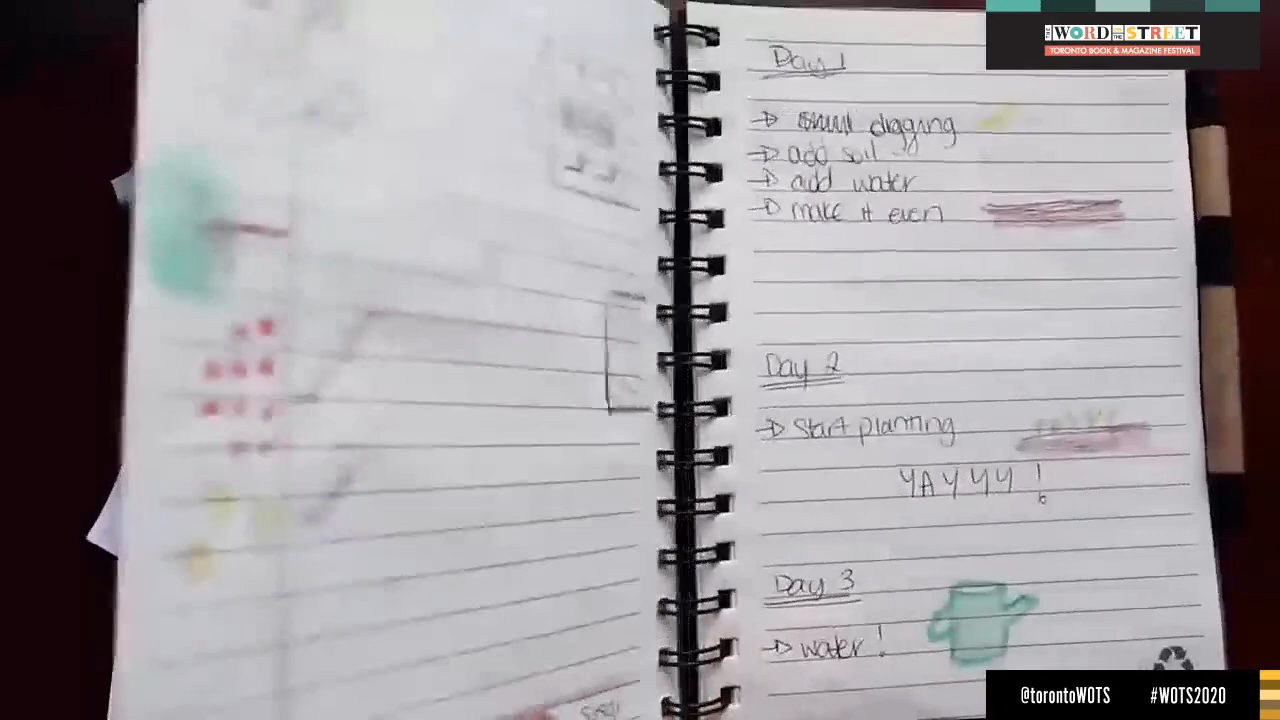 THE WORD ON THE STREET
TORONTO BOOK & MAGAZINE FESTIVAL
Day 1
→ digging
→ add soil
→ add water
→ make it even
Day 2
→ start planting
YAYYY!
Day 3
→ water!
@torontoWOTS #WOTS2020